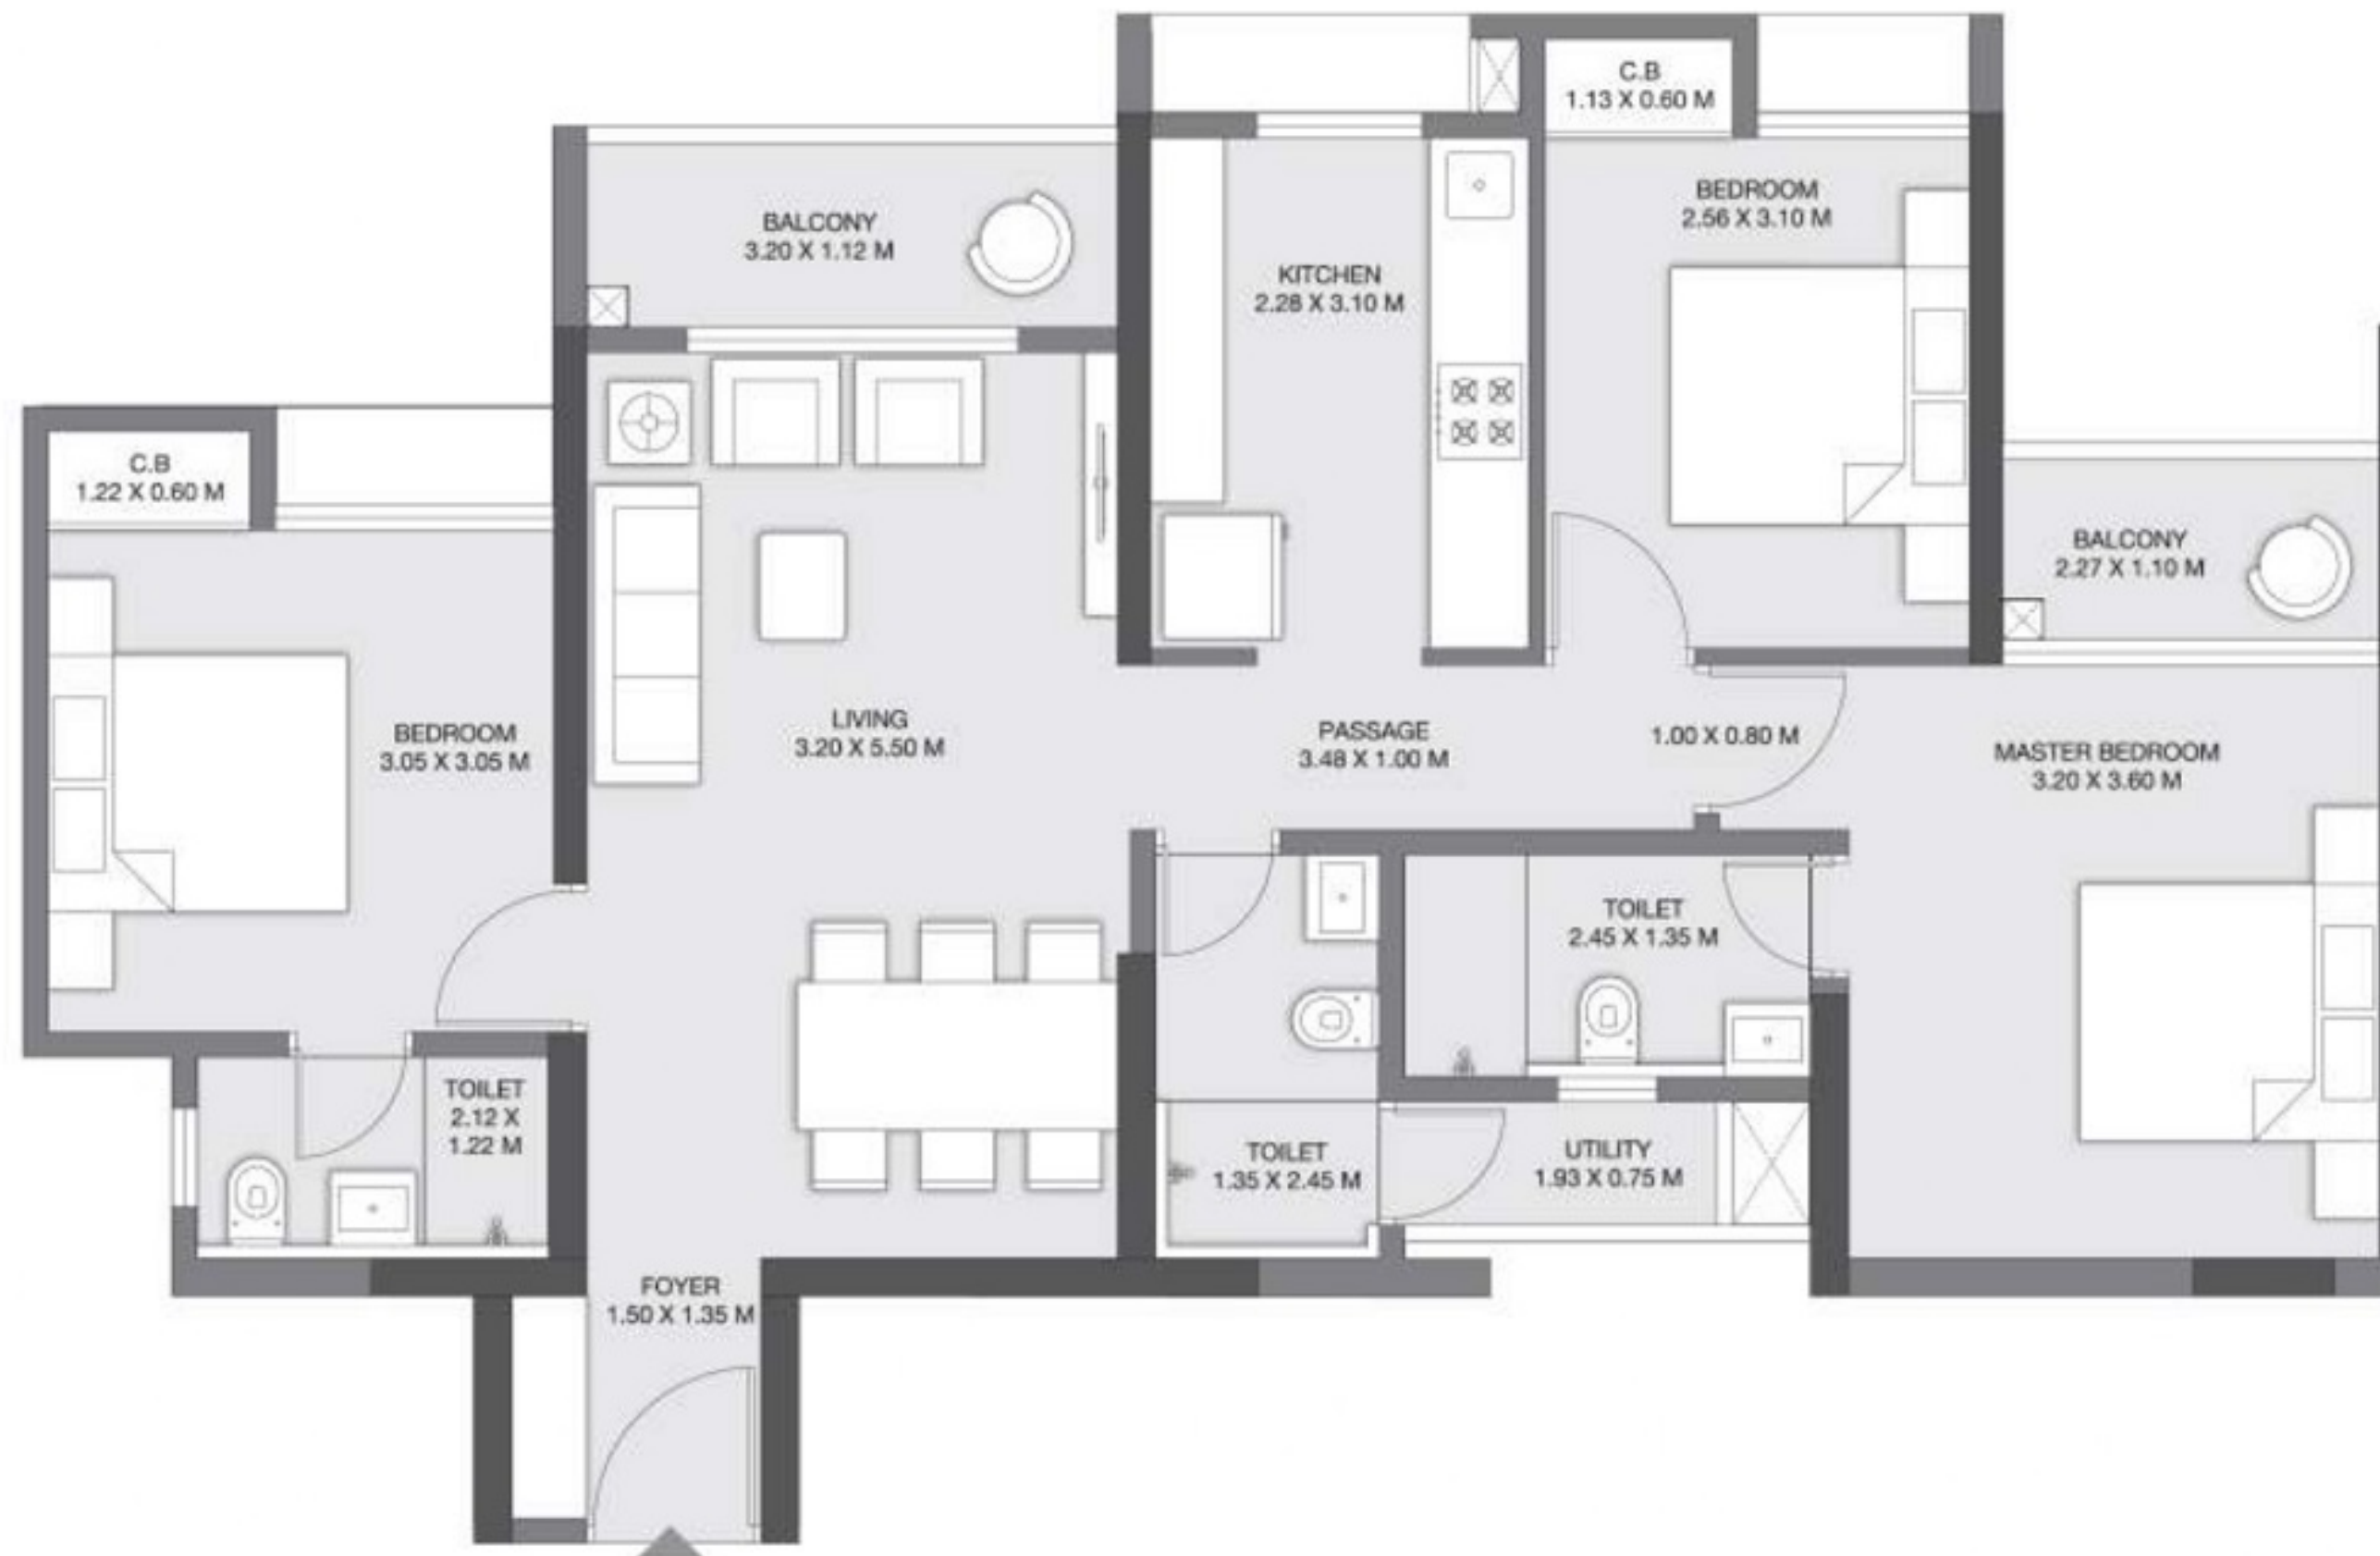 C.B
1.13 X 0.60 M
BEDROOM
2.56 X 3.10 M
BALCONY
3.20 X 1.12 M
KITCHEN
2.28 X 3.10 M
C.B
1.22 X 0.60 M
BALCONY
2.27 X 1.10 M
BEDROOM
3.05 X 3.05 M
LIVING
3.20 X 5.50 M
PASSAGE
3.48 X 1.00 M
1.00 X 0.80 M
MASTER BEDROOM
3.20 X 3.60 M
TOILET
2.45 X 1.35 M
TOILET
2.12 X
1.22 M
TOILET
1.35 X 2.45 M
UTILITY
1.93 X 0.75 M
FOYER
1.50 X 1.35 M